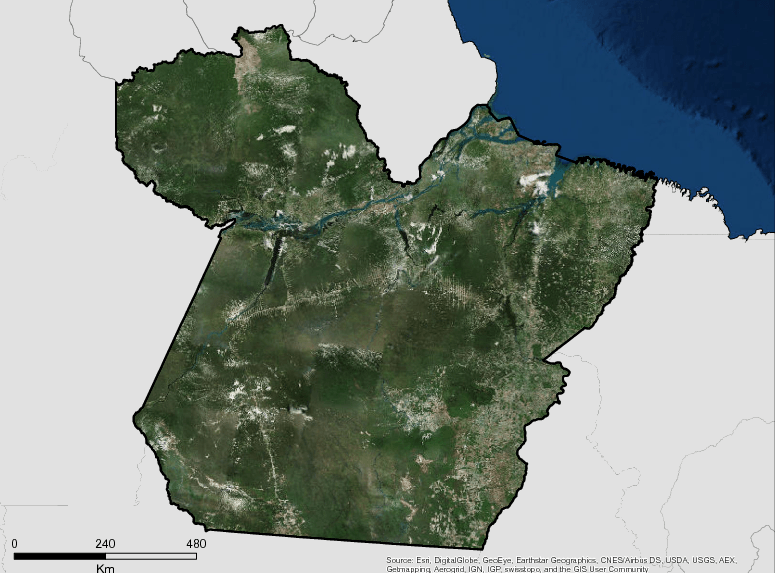 0 240 480
Km
Source: Esri, DigitalGlobe, GeoEye, Earthstar Geographics, CNES/Airbus DS, USDA, USGS, AEX,
Getmapping, Aerogrid, IGN, IGP, swisstopo, and the GIS User Community